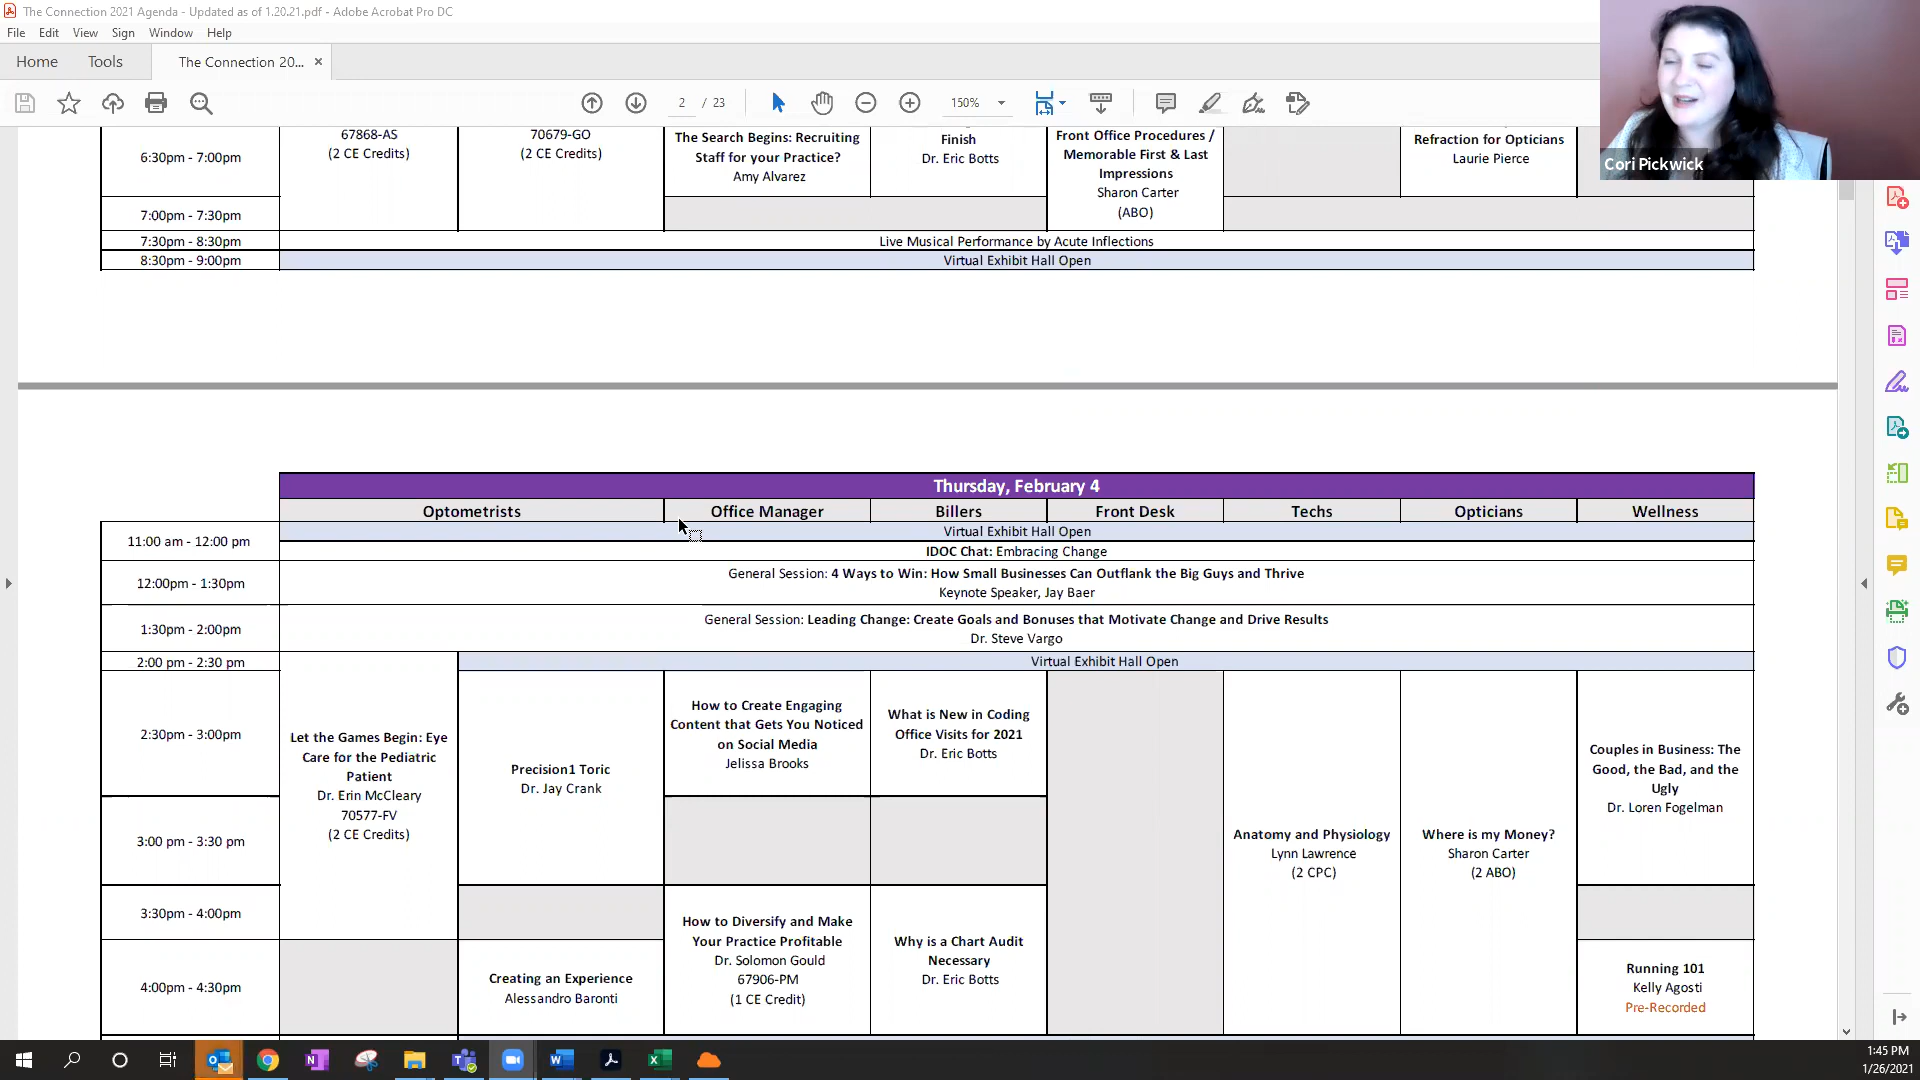 The Connection 2021 Agenda - Updated as of 1.20.21.pdf - Adobe Acrobat Pro DC
File Edit View Sign Window Help
Home Tools The Connection 20... ×
2 / 23 150%
Cori Pickwick
6:30pm - 7:00pm
7:00pm - 7:30pm
67868-AS
(2 CE Credits)
70679-GO
(2 CE Credits)
The Search Begins: Recruiting
Staff for your Practice?
Amy Alvarez
Finish
Dr. Eric Botts
Front Office Procedures /
Memorable First & Last
Impressions
Sharon Carter
(ABO)
Refraction for Opticians
Laurie Pierce
7:30pm - 8:30pm Live Musical Performance by Acute Inflections
8:30pm - 9:00pm Virtual Exhibit Hall Open
Thursday, February 4
Optometrists Office Manager Billers Front Desk Techs Opticians Wellness
11:00 am - 12:00 pm
Virtual Exhibit Hall Open
IDOC Chat: Embracing Change
12:00pm - 1:30pm
General Session: 4 Ways to Win: How Small Businesses Can Outflank the Big Guys and Thrive
Keynote Speaker, Jay Baer
1:30pm - 2:00pm
General Session: Leading Change: Create Goals and Bonuses that Motivate Change and Drive Results
Dr. Steve Vargo
2:00 pm - 2:30 pm Virtual Exhibit Hall Open
2:30pm - 3:00pm
3:00 pm - 3:30 pm
3:30pm - 4:00pm
4:00pm - 4:30pm
Let the Games Begin: Eye
Care for the Pediatric
Patient
Dr. Erin McCleary
70577-FV
(2 CE Credits)
Precision1 Toric
Dr. Jay Crank
Creating an Experience
Alessandro Baronti
How to Create Engaging
Content that Gets You Noticed
on Social Media
Jelissa Brooks
How to Diversify and Make
Your Practice Profitable
Dr. Solomon Gould
67906-PM
(1 CE Credit)
What is New in Coding
Office Visits for 2021
Dr. Eric Botts
Why is a Chart Audit
Necessary
Dr. Eric Botts
Anatomy and Physiology
Lynn Lawrence
(2 CPC)
Where is my Money?
Sharon Carter
(2 ABO)
Couples in Business: The
Good, the Bad, and the
Ugly
Dr. Loren Fogelman
Running 101
Kelly Agosti
Pre-Recorded
1:45 PM
1/26/2021